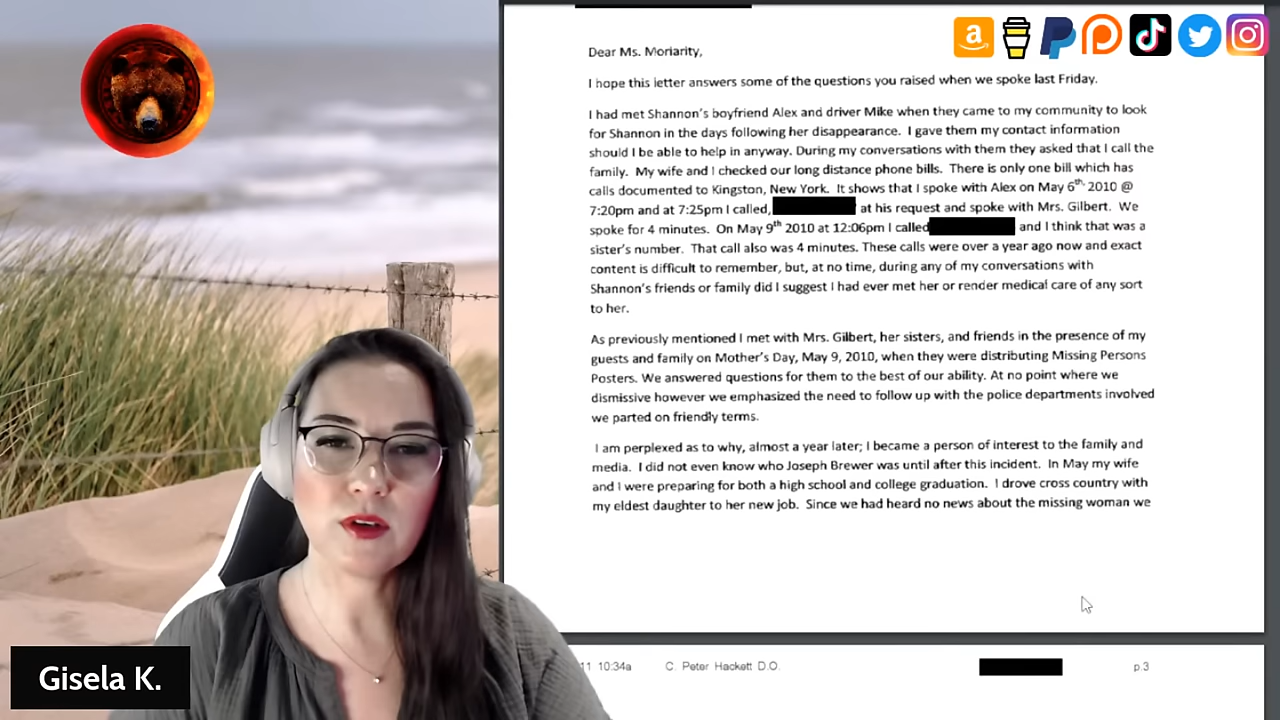 Dear Ms. Moriarity,
I hope this letter answers some of the questions you raised when we spoke last Friday.
I had met Shannon's boyfriend Alex and driver Mike when they came to my community to look
for Shannon in the days following her disappearance. I gave them my contact information
should I be able to help in anyway. During my conversations with them they asked that I call the
family. My wife and I checked our long distance phone bills. There is only one bill which has
calls documented to Kingston, New York. It shows that I spoke with Alex on May 6th 2010 @
7:20pm and at 7:25pm I called, at his request and spoke with Mrs. Gilbert. We
spoke for 4 minutes. On May 9th 2010 at 12:06pm I called and I think that was a
sister's number. That call also was 4 minutes. These calls were over a year ago now and exact
content is difficult to remember, but, at no time, during any of my conversations with
Shannon's friends or family did I suggest I had ever met her or render medical care of any sort
to her.
As previously mentioned I met with Mrs. Gilbert, her sisters, and friends in the presence of my
guests and family on Mother's Day, May 9, 2010, when they were distributing Missing Persons
Posters. We answered questions for them to the best of our ability. At no point where we
dismissive however we emphasized the need to follow up with the police departments involved
we parted on friendly terms.
I am perplexed as to why, almost a year later; I became a person of interest to the family and
media. I did not even know who Joseph Brewer was until after this incident. In May my wife
and I were preparing for both a high school and college graduation. I drove cross country with
my eldest daughter to her new job. Since we had heard no news about the missing woman we
11 10:34a C. Peter Hackett D.O. p.3
Gisela K.